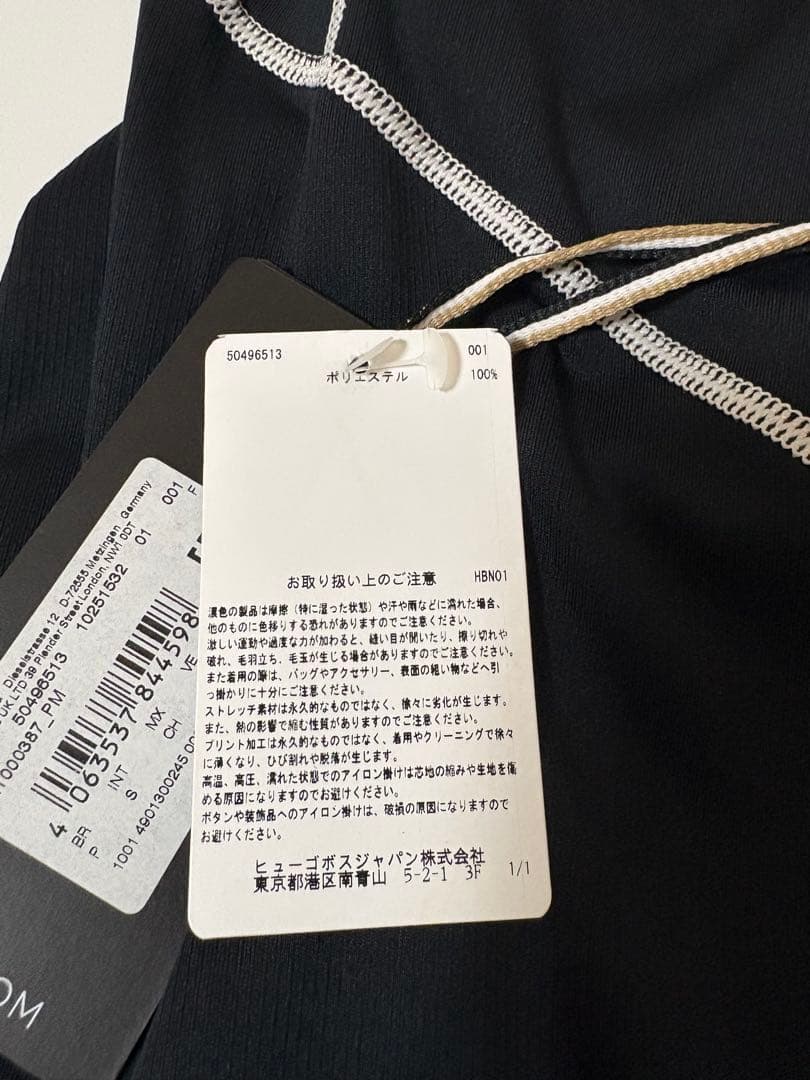 50496513 001
ポリエステル 100%
お取り扱い上のご注意 HBN01
濃色の製品は摩擦（特に湿った状態）や汗や雨などに濡れた場合、
他のものに色移りする恐れがありますのでご注意ください。
激しい運動や過度な力が加わると、縫い目が開いたり、擦り切れや
破れ、毛羽立ち、毛玉が生じる場合がありますのでご注意ください。
また着用の際は、バッグやアクセサリー、表面の粗い物などへ引
っ掛かりに十分にご注意ください。
ストレッチ素材は永久的なものではなく、徐々に劣化が生じます。
また、熱の影響で縮む性質がありますのでご注意ください。
プリント加工は永久的なものではなく、着用やクリーニングで徐々
に薄くなり、ひび割れや脱落が生じます。
高温、高圧、濡れた状態でのアイロン掛けは芯地の縮みや生地を傷
める原因になりますのでお避けください。
ボタンや装飾品へのアイロン掛けは、破損の原因になりますので
お避けください。
ヒューゴボスジャパン株式会社
東京都港区南青山 5-2-1 3F 1/1
Dieselstrasse 12 D-72555 Metzingen Germany
UK LTD 39 Plender Street London, NW1 0DT
50496513 10251532 01 001 F
1000387_PM
4 063537 844598
BR INT MX VE
P S CH
1001 4901300245 00
OM